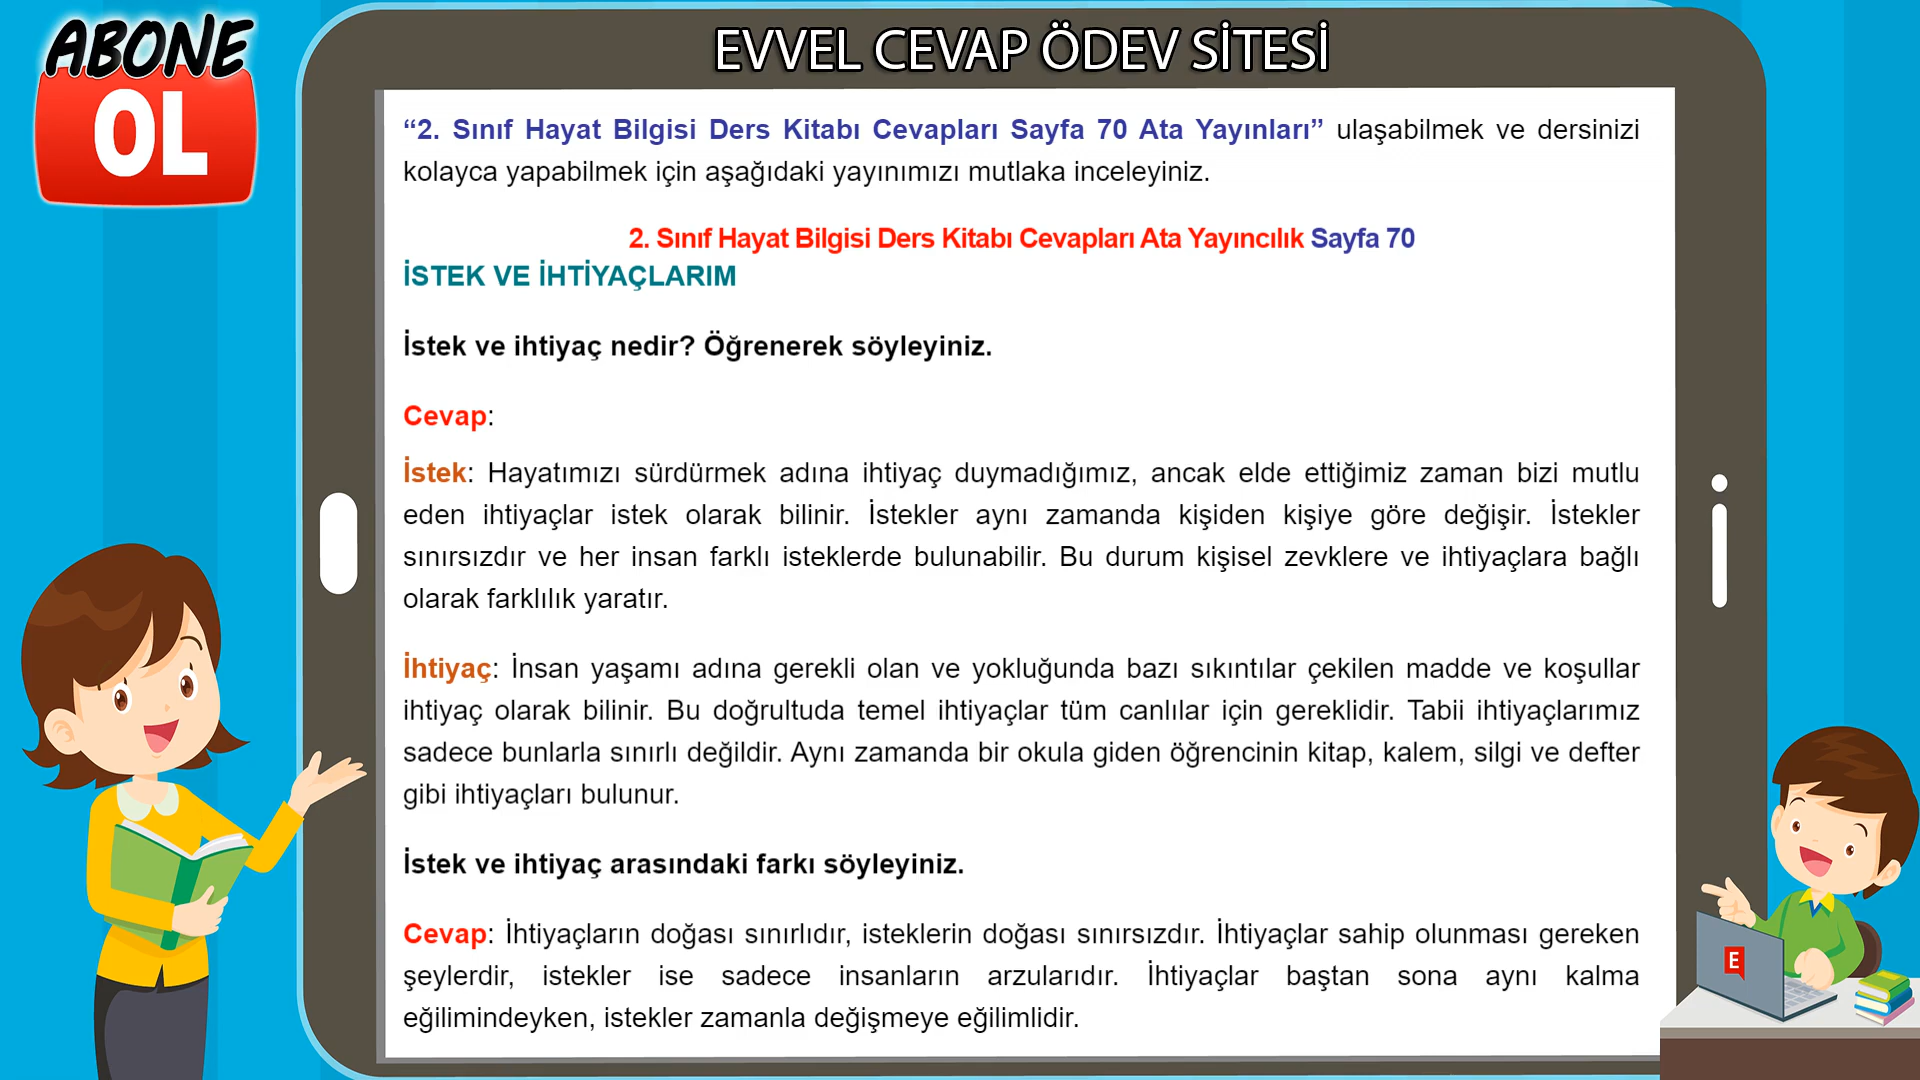 ABONE
OL
EVVEL CEVAP ÖDEV SİTESİ
“2. Sınıf Hayat Bilgisi Ders Kitabı Cevapları Sayfa 70 Ata Yayınları” ulaşabilmek ve dersinizi
kolayca yapabilmek için aşağıdaki yayınımızı mutlaka inceleyiniz.
2. Sınıf Hayat Bilgisi Ders Kitabı Cevapları Ata Yayıncılık Sayfa 70
İSTEK VE İHTİYAÇLARIM
İstek ve ihtiyaç nedir? Öğrenerek söyleyiniz.
Cevap:
İstek: Hayatımızı sürdürmek adına ihtiyaç duymadığımız, ancak elde ettiğimiz zaman bizi mutlu
eden ihtiyaçlar istek olarak bilinir. İstekler aynı zamanda kişiden kişiye göre değişir. İstekler
sınırsızdır ve her insan farklı isteklerde bulunabilir. Bu durum kişisel zevklere ve ihtiyaçlara bağlı
olarak farklılık yaratır.
İhtiyaç: İnsan yaşamı adına gerekli olan ve yokluğunda bazı sıkıntılar çekilen madde ve koşullar
ihtiyaç olarak bilinir. Bu doğrultuda temel ihtiyaçlar tüm canlılar için gereklidir. Tabii ihtiyaçlarımız
sadece bunlarla sınırlı değildir. Aynı zamanda bir okula giden öğrencinin kitap, kalem, silgi ve defter
gibi ihtiyaçları bulunur.
İstek ve ihtiyaç arasındaki farkı söyleyiniz.
Cevap: İhtiyaçların doğası sınırlıdır, isteklerin doğası sınırsızdır. İhtiyaçlar sahip olunması gereken
şeylerdir, istekler ise sadece insanların arzularıdır. İhtiyaçlar baştan sona aynı kalma
eğilimindeyken, istekler zamanla değişmeye eğilimlidir.
E